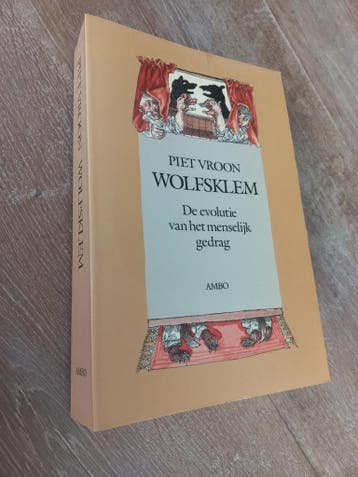 PIET VROON
WOLFSKLEM
De evolutie
van het menselijk
gedrag
AMBO
PIET VROON WOLFSKLEM
AMBO